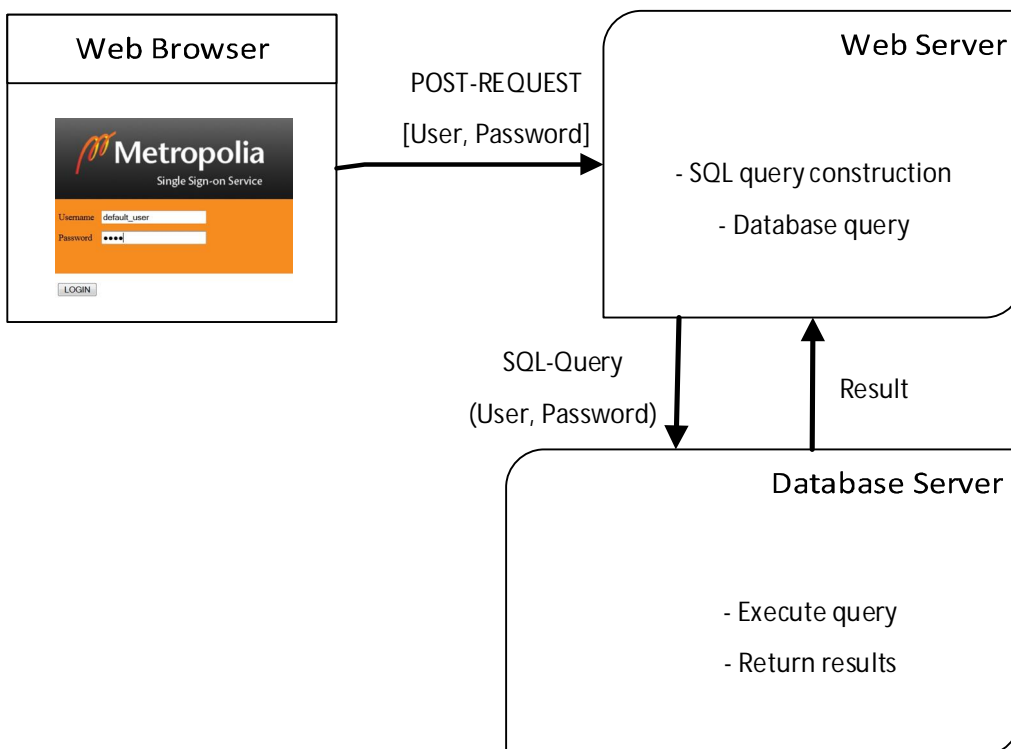 Web Browser
Metropolia
Single Sign-on Service
Username default_user
Password ••••
LOGIN
POST-REQUEST
[User, Password]
Web Server
- SQL query construction
- Database query
SQL-Query
(User, Password)
Result
Database Server
- Execute query
- Return results